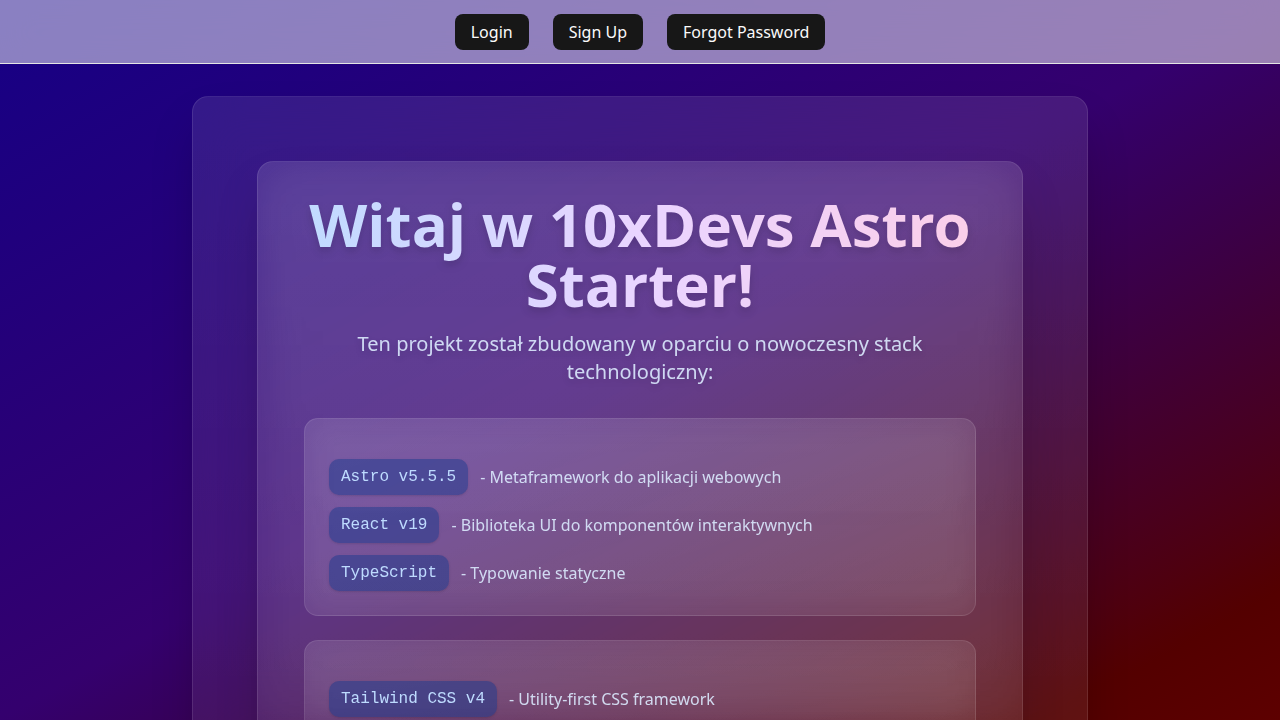 Login
Sign Up
Forgot Password
Witaj w 10xDevs Astro
Starter!
Ten projekt został zbudowany w oparciu o nowoczesny stack
technologiczny:
Astro v5.5.5 - Metaframework do aplikacji webowych
React v19 - Biblioteka UI do komponentów interaktywnych
TypeScript - Typowanie statyczne
Tailwind CSS v4 - Utility-first CSS framework